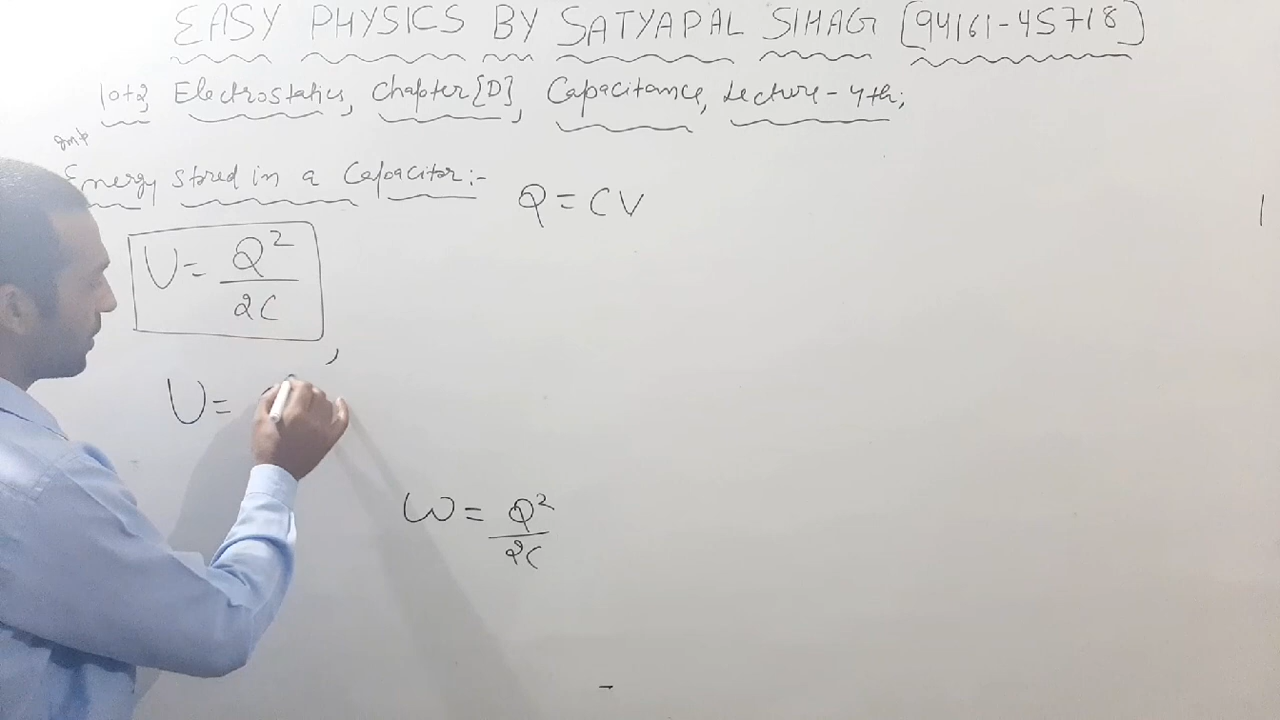 EASY PHYSICS BY SATYAPAL SIHAG [94161-45718]
10+2, Electrostatics, Chapter[D], Capacitance, Lecture-4th;
Imp
Energy stored in a Capacitor:-
Q = CV
U = Q²/2C
,
U =
W = Q²/2C